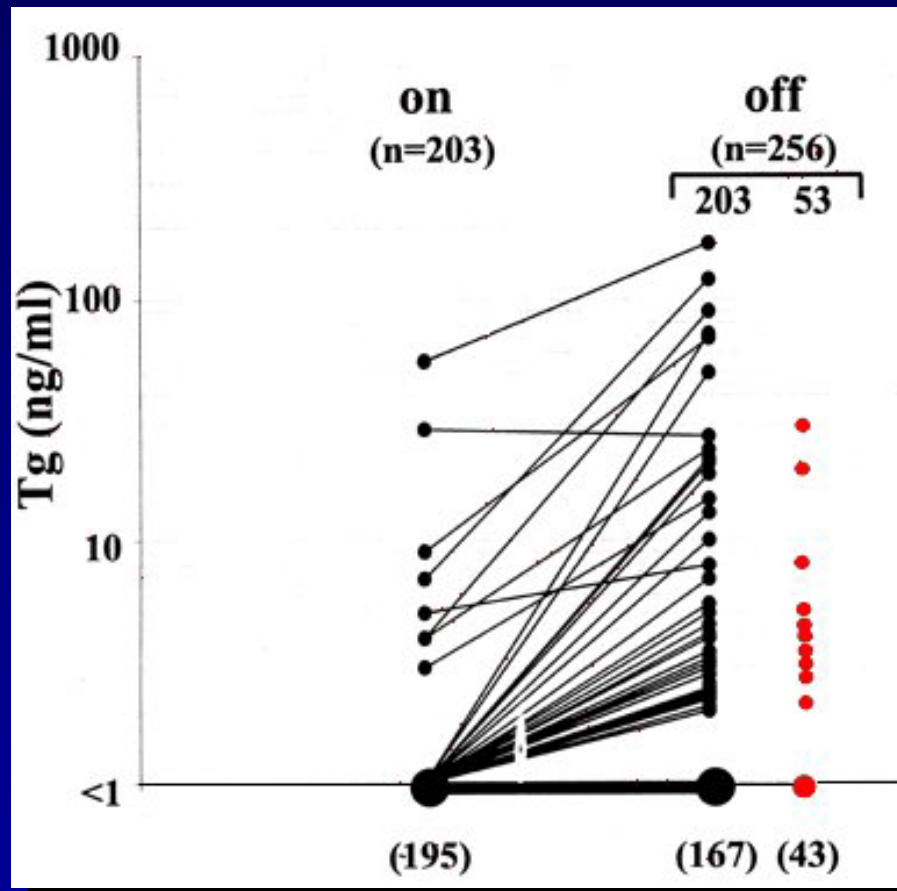 1000
on
off
(n=203)
(n=256)
203 53
Tg (ng/ml)
100
10
<1
(195)
(167) (43)